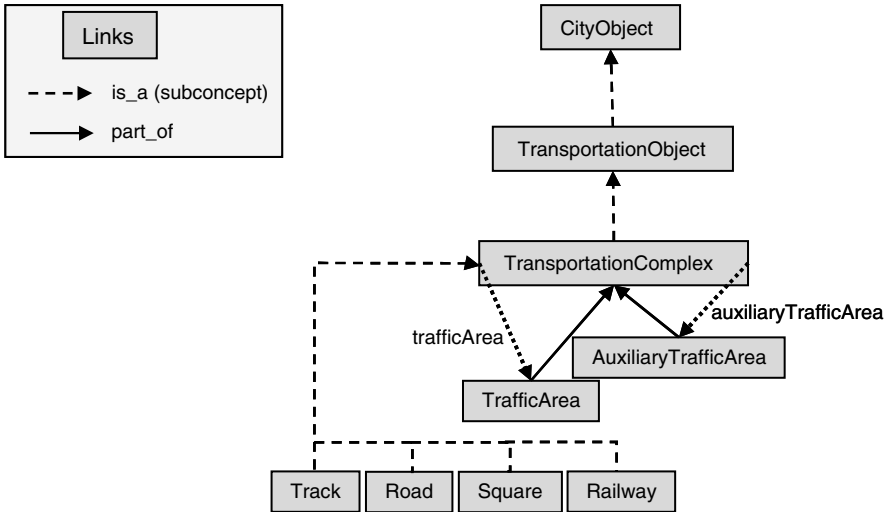 Links
is_a (subconcept)
part_of
CityObject
TransportationObject
TransportationComplex
trafficArea
auxiliaryTrafficArea
AuxiliaryTrafficArea
TrafficArea
Track
Road
Square
Railway